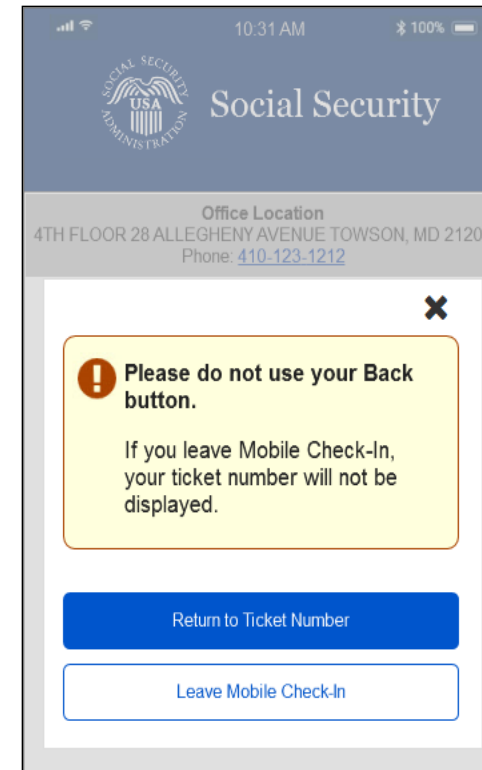 10:31 AM
100%
SOCIAL SECURITY ADMINISTRATION
USA
Social Security
Office Location
4TH FLOOR 28 ALLEGHENY AVENUE TOWSON, MD 2120
Phone: 410-123-1212
Please do not use your Back
button.
If you leave Mobile Check-In,
your ticket number will not be
displayed.
Return to Ticket Number
Leave Mobile Check-In